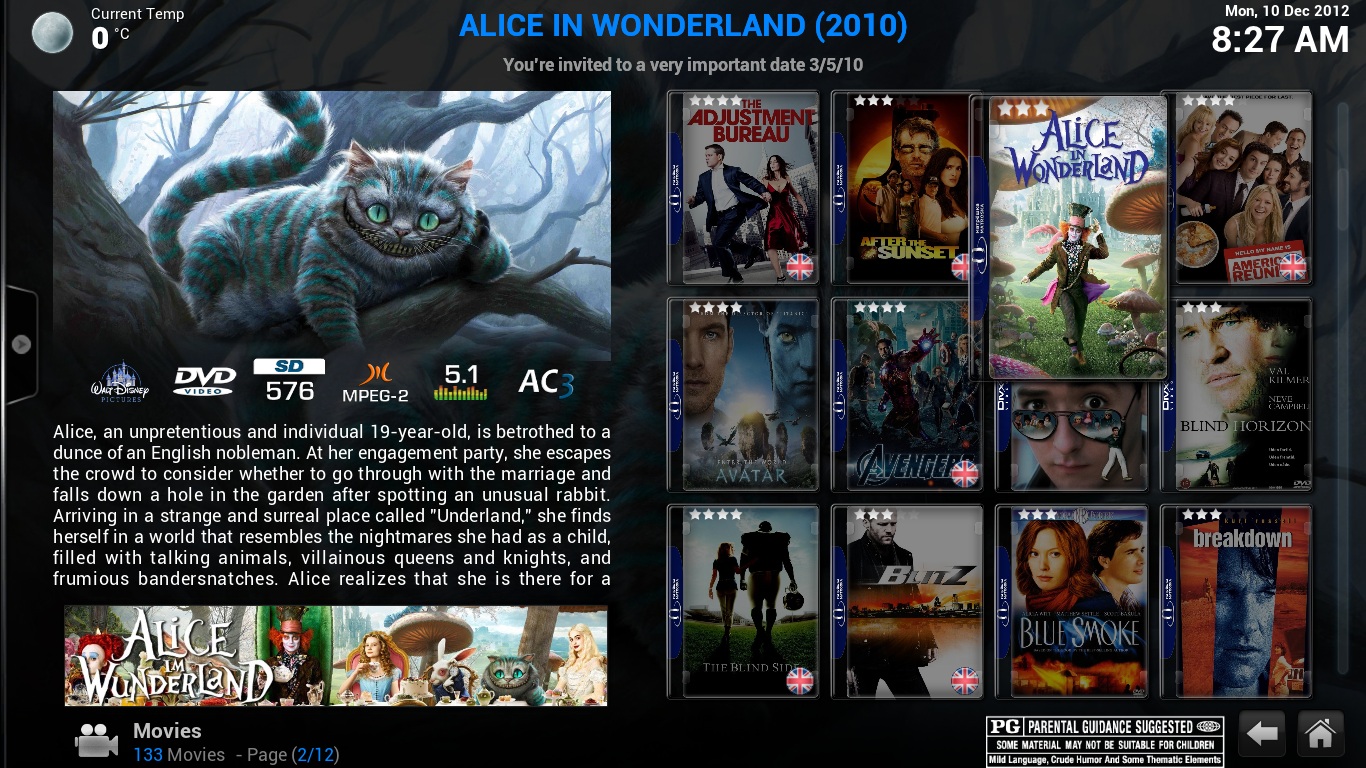 Current Temp
0 °C
ALICE IN WONDERLAND (2010)
You're invited to a very important date 3/5/10
Mon, 10 Dec 2012
8:27 AM
THE
ADJUSTMENT
BUREAU
AFTER THE
SUNSET
ALICE
IN
WONDERLAND
HELLO MY NAME IS
AVATAR
AVENGERS
DIVX
VAL
KILMER
NEVE
CAMPBELL
BLIND HORIZON
WALT DISNEY
PICTURES
DVD
VIDEO
SD
576
MPEG-2
5.1
AC3
Alice, an unpretentious and individual 19-year-old, is betrothed to a
dunce of an English nobleman. At her engagement party, she escapes
the crowd to consider whether to go through with the marriage and
falls down a hole in the garden after spotting an unusual rabbit.
Arriving in a strange and surreal place called "Underland," she finds
herself in a world that resembles the nightmares she had as a child,
filled with talking animals, villainous queens and knights, and
frumious bandersnatches. Alice realizes that she is there for a
THE BLIND SIDE
BLITZ
BLUE SMOKE
kurt russell
breakdown
ALICE
IM
WUNDERLAND
Movies
133 Movies - Page (2/12)
PG PARENTAL GUIDANCE SUGGESTED
SOME MATERIAL MAY NOT BE SUITABLE FOR CHILDREN
Mild Language, Crude Humor And Some Thematic Elements